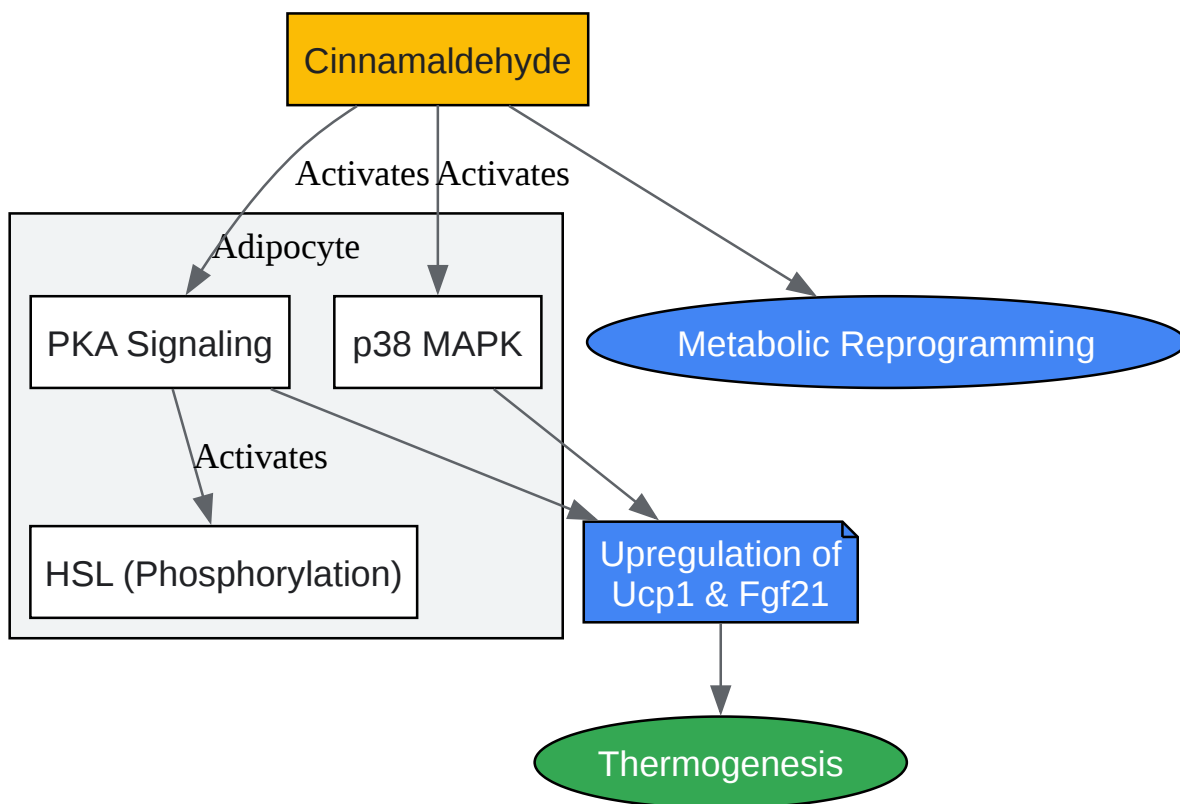 Cinnamaldehyde
Activates
Activates
Adipocyte
PKA Signaling
p38 MAPK
Metabolic Reprogramming
Activates
HSL (Phosphorylation)
Upregulation of
Ucp1 & Fgf21
Thermogenesis